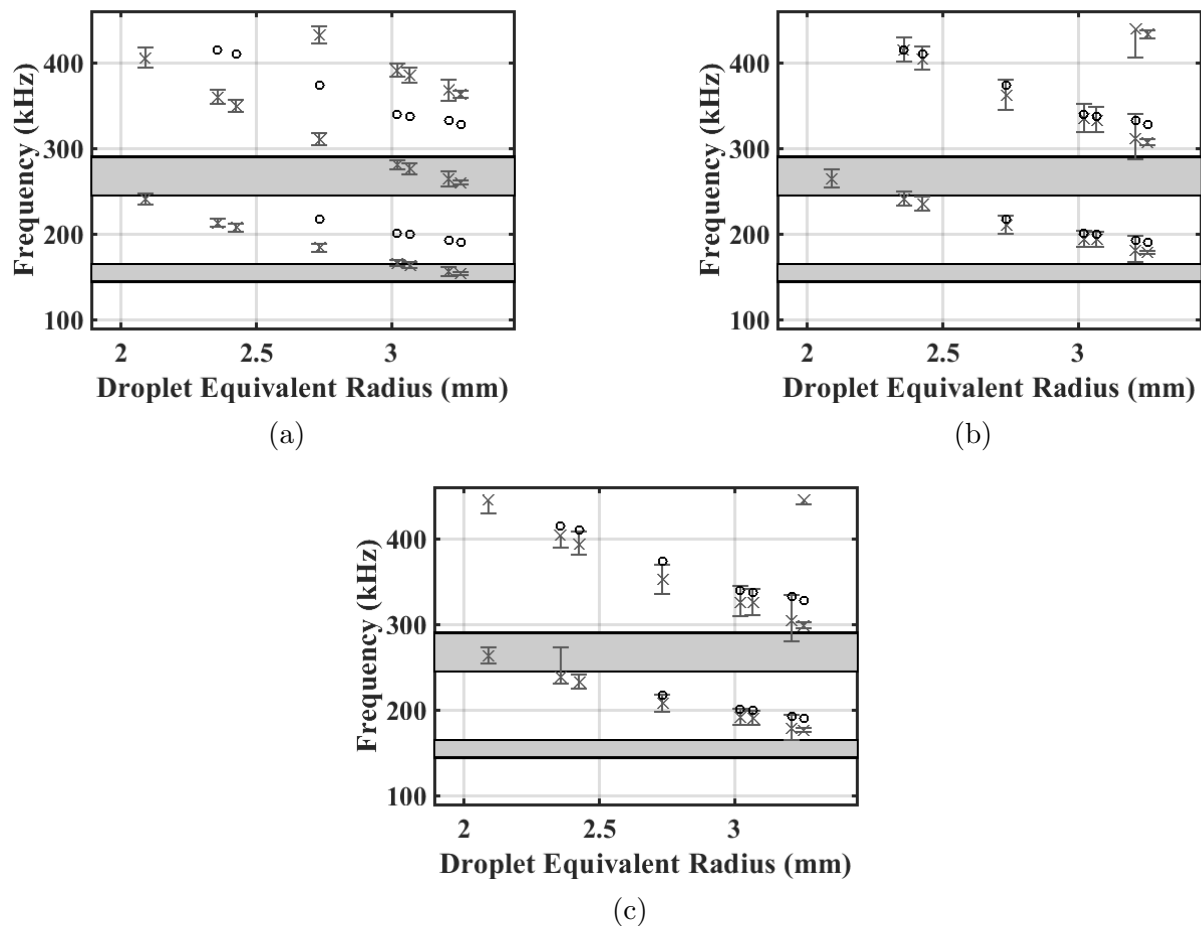 400
300
200
100
Frequency (kHz)
2
2.5
3
Droplet Equivalent Radius (mm)
(a)
400
300
200
100
Frequency (kHz)
2
2.5
3
Droplet Equivalent Radius (mm)
(b)
400
300
200
100
Frequency (kHz)
2
2.5
3
Droplet Equivalent Radius (mm)
(c)